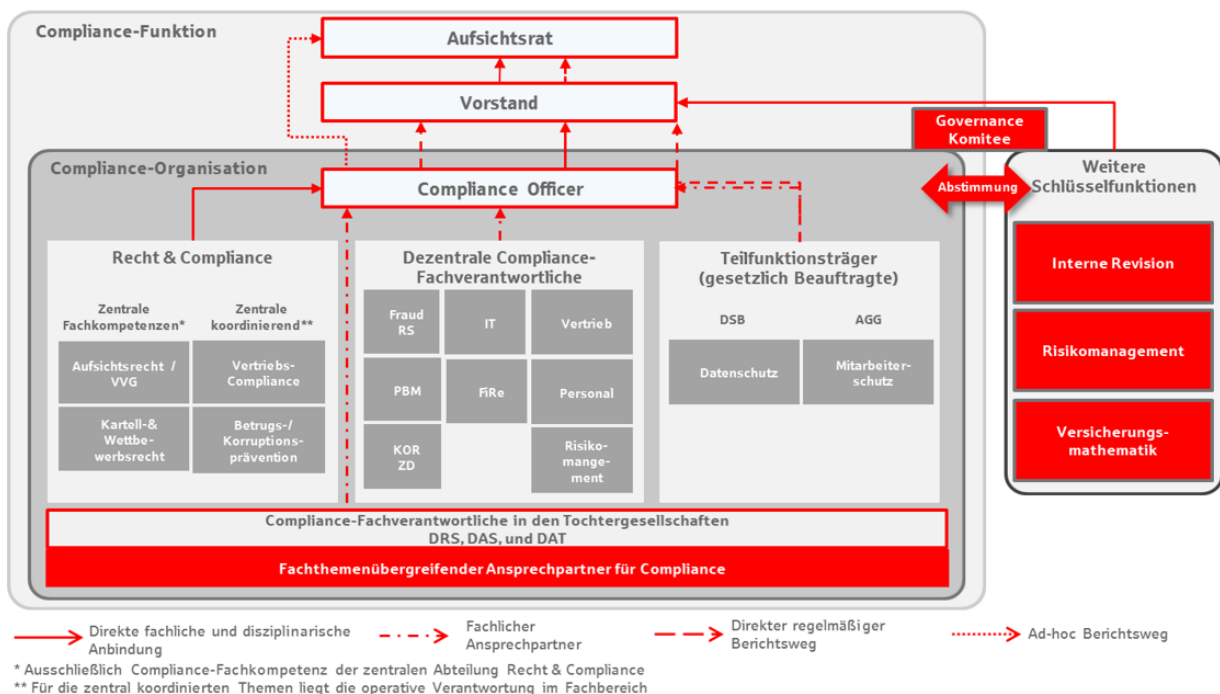 Compliance-Funktion
Aufsichtsrat
Vorstand
Governance
Komitee
Compliance-Organisation
Compliance Officer
Abstimmung
Weitere
Schlüsselfunktionen
Recht & Compliance
Zentrale
Fachkompetenzen*
Zentrale
koordinierend**
Aufsichtsrecht /
VVG
Vertriebs-
Compliance
Kartell-&
Wettbe-
werbsrecht
Betrugs-/
Korruptions-
prävention
Dezentrale Compliance-
Fachverantwortliche
Fraud
RS
IT
Vertrieb
PBM
FiRe
Personal
KOR
ZD
Risiko-
mangement
Teilfunktionsträger
(gesetzlich Beauftragte)
DSB
AGG
Datenschutz
Mitarbeiter-
schutz
Interne Revision
Risikomanagement
Versicherungs-
mathematik
Compliance-Fachverantwortliche in den Tochtergesellschaften
DRS, DAS, und DAT
Fachthemenübergreifender Ansprechpartner für Compliance
Direkte fachliche und disziplinarische
Anbindung
Fachlicher
Ansprechpartner
Direkter regelmäßiger
Berichtsweg
Ad-hoc Berichtsweg
* Ausschließlich Compliance-Fachkompetenz der zentralen Abteilung Recht & Compliance
** Für die zentral koordinierten Themen liegt die operative Verantwortung im Fachbereich